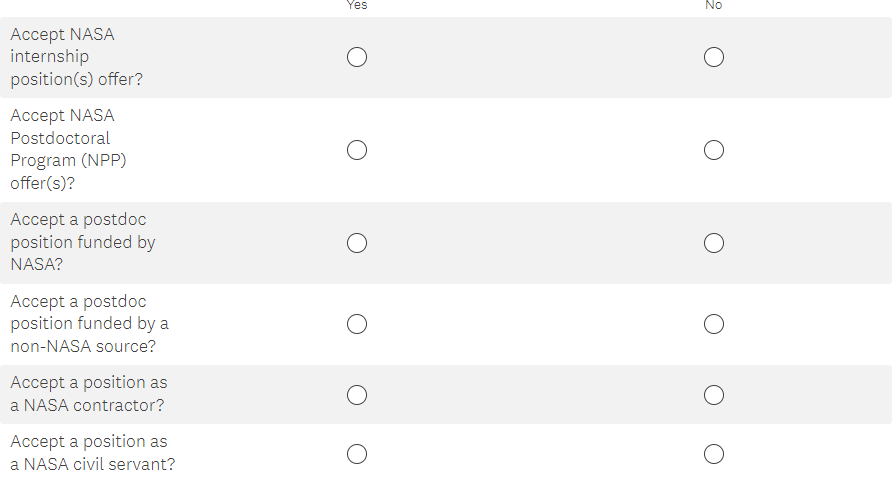 Yes No
Accept NASA
internship
position(s) offer?
Accept NASA
Postdoctoral
Program (NPP)
offer(s)?
Accept a postdoc
position funded by
NASA?
Accept a postdoc
position funded by a
non-NASA source?
Accept a position as
a NASA contractor?
Accept a position as
a NASA civil servant?